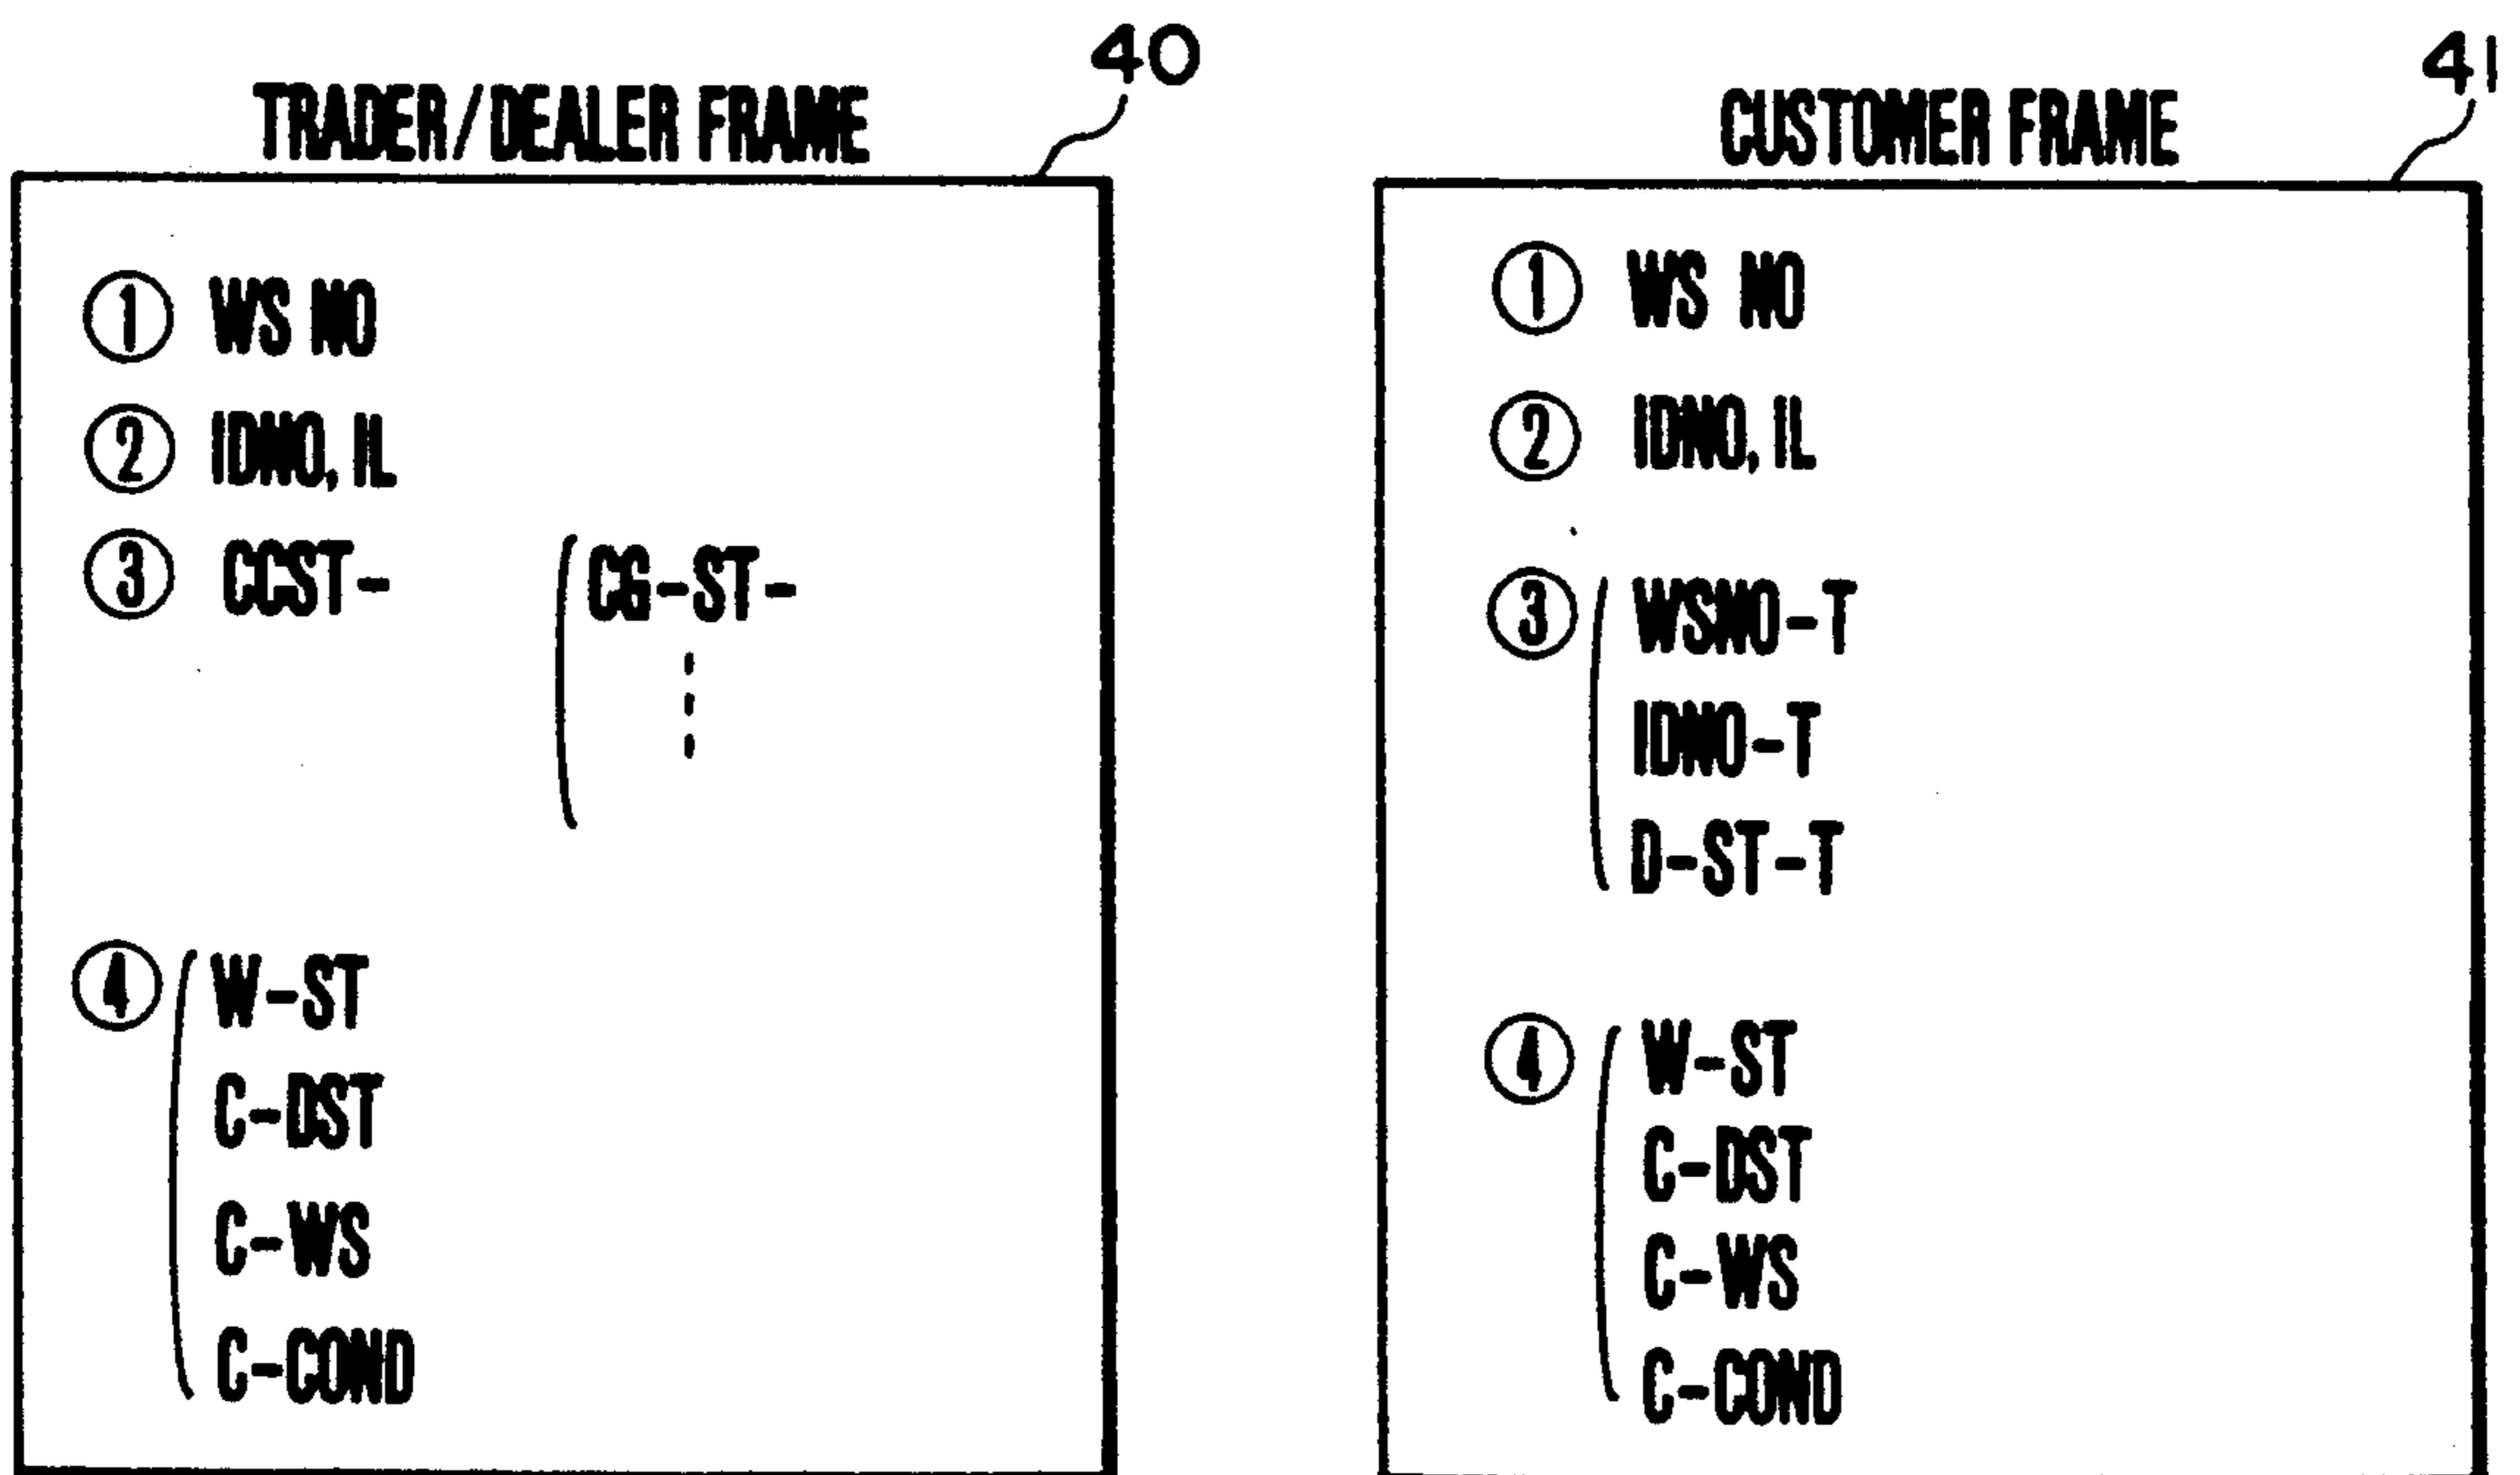 40
TRADER/DEALER FRAME
① WS NO
② IDNO, IL
③ CCST- CG-ST-
④ W-ST
C-DST
C-WS
C-COND
41
CUSTOMER FRAME
① WS NO
② IDNO, IL
③ WSNO-T
IDNO-T
D-ST-T
④ W-ST
C-DST
C-WS
C-COND